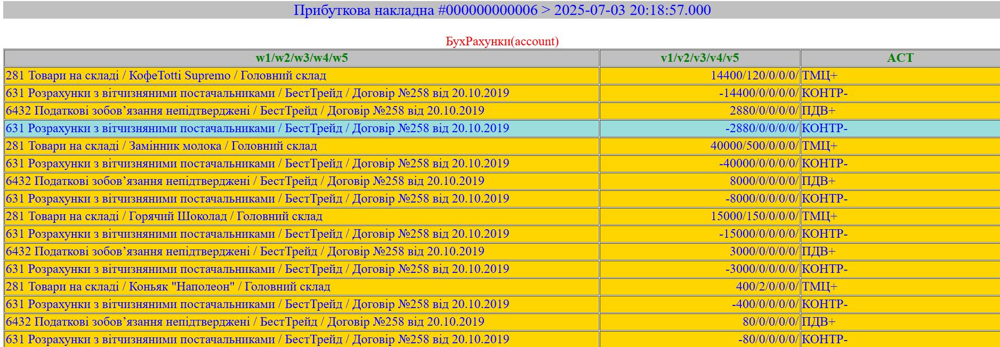 Прибуткова накладна #000000000006 > 2025-07-03 20:18:57.000
БухРахунки(account)
w1/w2/w3/w4/w5 v1/v2/v3/v4/v5 ACT
281 Товари на складі / КофеTotti Supremo / Головний склад 14400/120/0/0/0/ ТМЦ+
631 Розрахунки з вітчизняними постачальниками / БестТрейд / Договір №258 від 20.10.2019 -14400/0/0/0/0/ КОНТР-
6432 Податкові зобов’язання непідтверджені / БестТрейд / Договір №258 від 20.10.2019 2880/0/0/0/0/ ПДВ+
631 Розрахунки з вітчизняними постачальниками / БестТрейд / Договір №258 від 20.10.2019 -2880/0/0/0/0/ КОНТР-
281 Товари на складі / Замінник молока / Головний склад 40000/500/0/0/0/ ТМЦ+
631 Розрахунки з вітчизняними постачальниками / БестТрейд / Договір №258 від 20.10.2019 -40000/0/0/0/0/ КОНТР-
6432 Податкові зобов’язання непідтверджені / БестТрейд / Договір №258 від 20.10.2019 8000/0/0/0/0/ ПДВ+
631 Розрахунки з вітчизняними постачальниками / БестТрейд / Договір №258 від 20.10.2019 -8000/0/0/0/0/ КОНТР-
281 Товари на складі / Горячий Шоколад / Головний склад 15000/150/0/0/0/ ТМЦ+
631 Розрахунки з вітчизняними постачальниками / БестТрейд / Договір №258 від 20.10.2019 -15000/0/0/0/0/ КОНТР-
6432 Податкові зобов’язання непідтверджені / БестТрейд / Договір №258 від 20.10.2019 3000/0/0/0/0/ ПДВ+
631 Розрахунки з вітчизняними постачальниками / БестТрейд / Договір №258 від 20.10.2019 -3000/0/0/0/0/ КОНТР-
281 Товари на складі / Коньяк "Наполеон" / Головний склад 400/2/0/0/0/ ТМЦ+
631 Розрахунки з вітчизняними постачальниками / БестТрейд / Договір №258 від 20.10.2019 -400/0/0/0/0/ КОНТР-
6432 Податкові зобов’язання непідтверджені / БестТрейд / Договір №258 від 20.10.2019 80/0/0/0/0/ ПДВ+
631 Розрахунки з вітчизняними постачальниками / БестТрейд / Договір №258 від 20.10.2019 -80/0/0/0/0/ КОНТР-